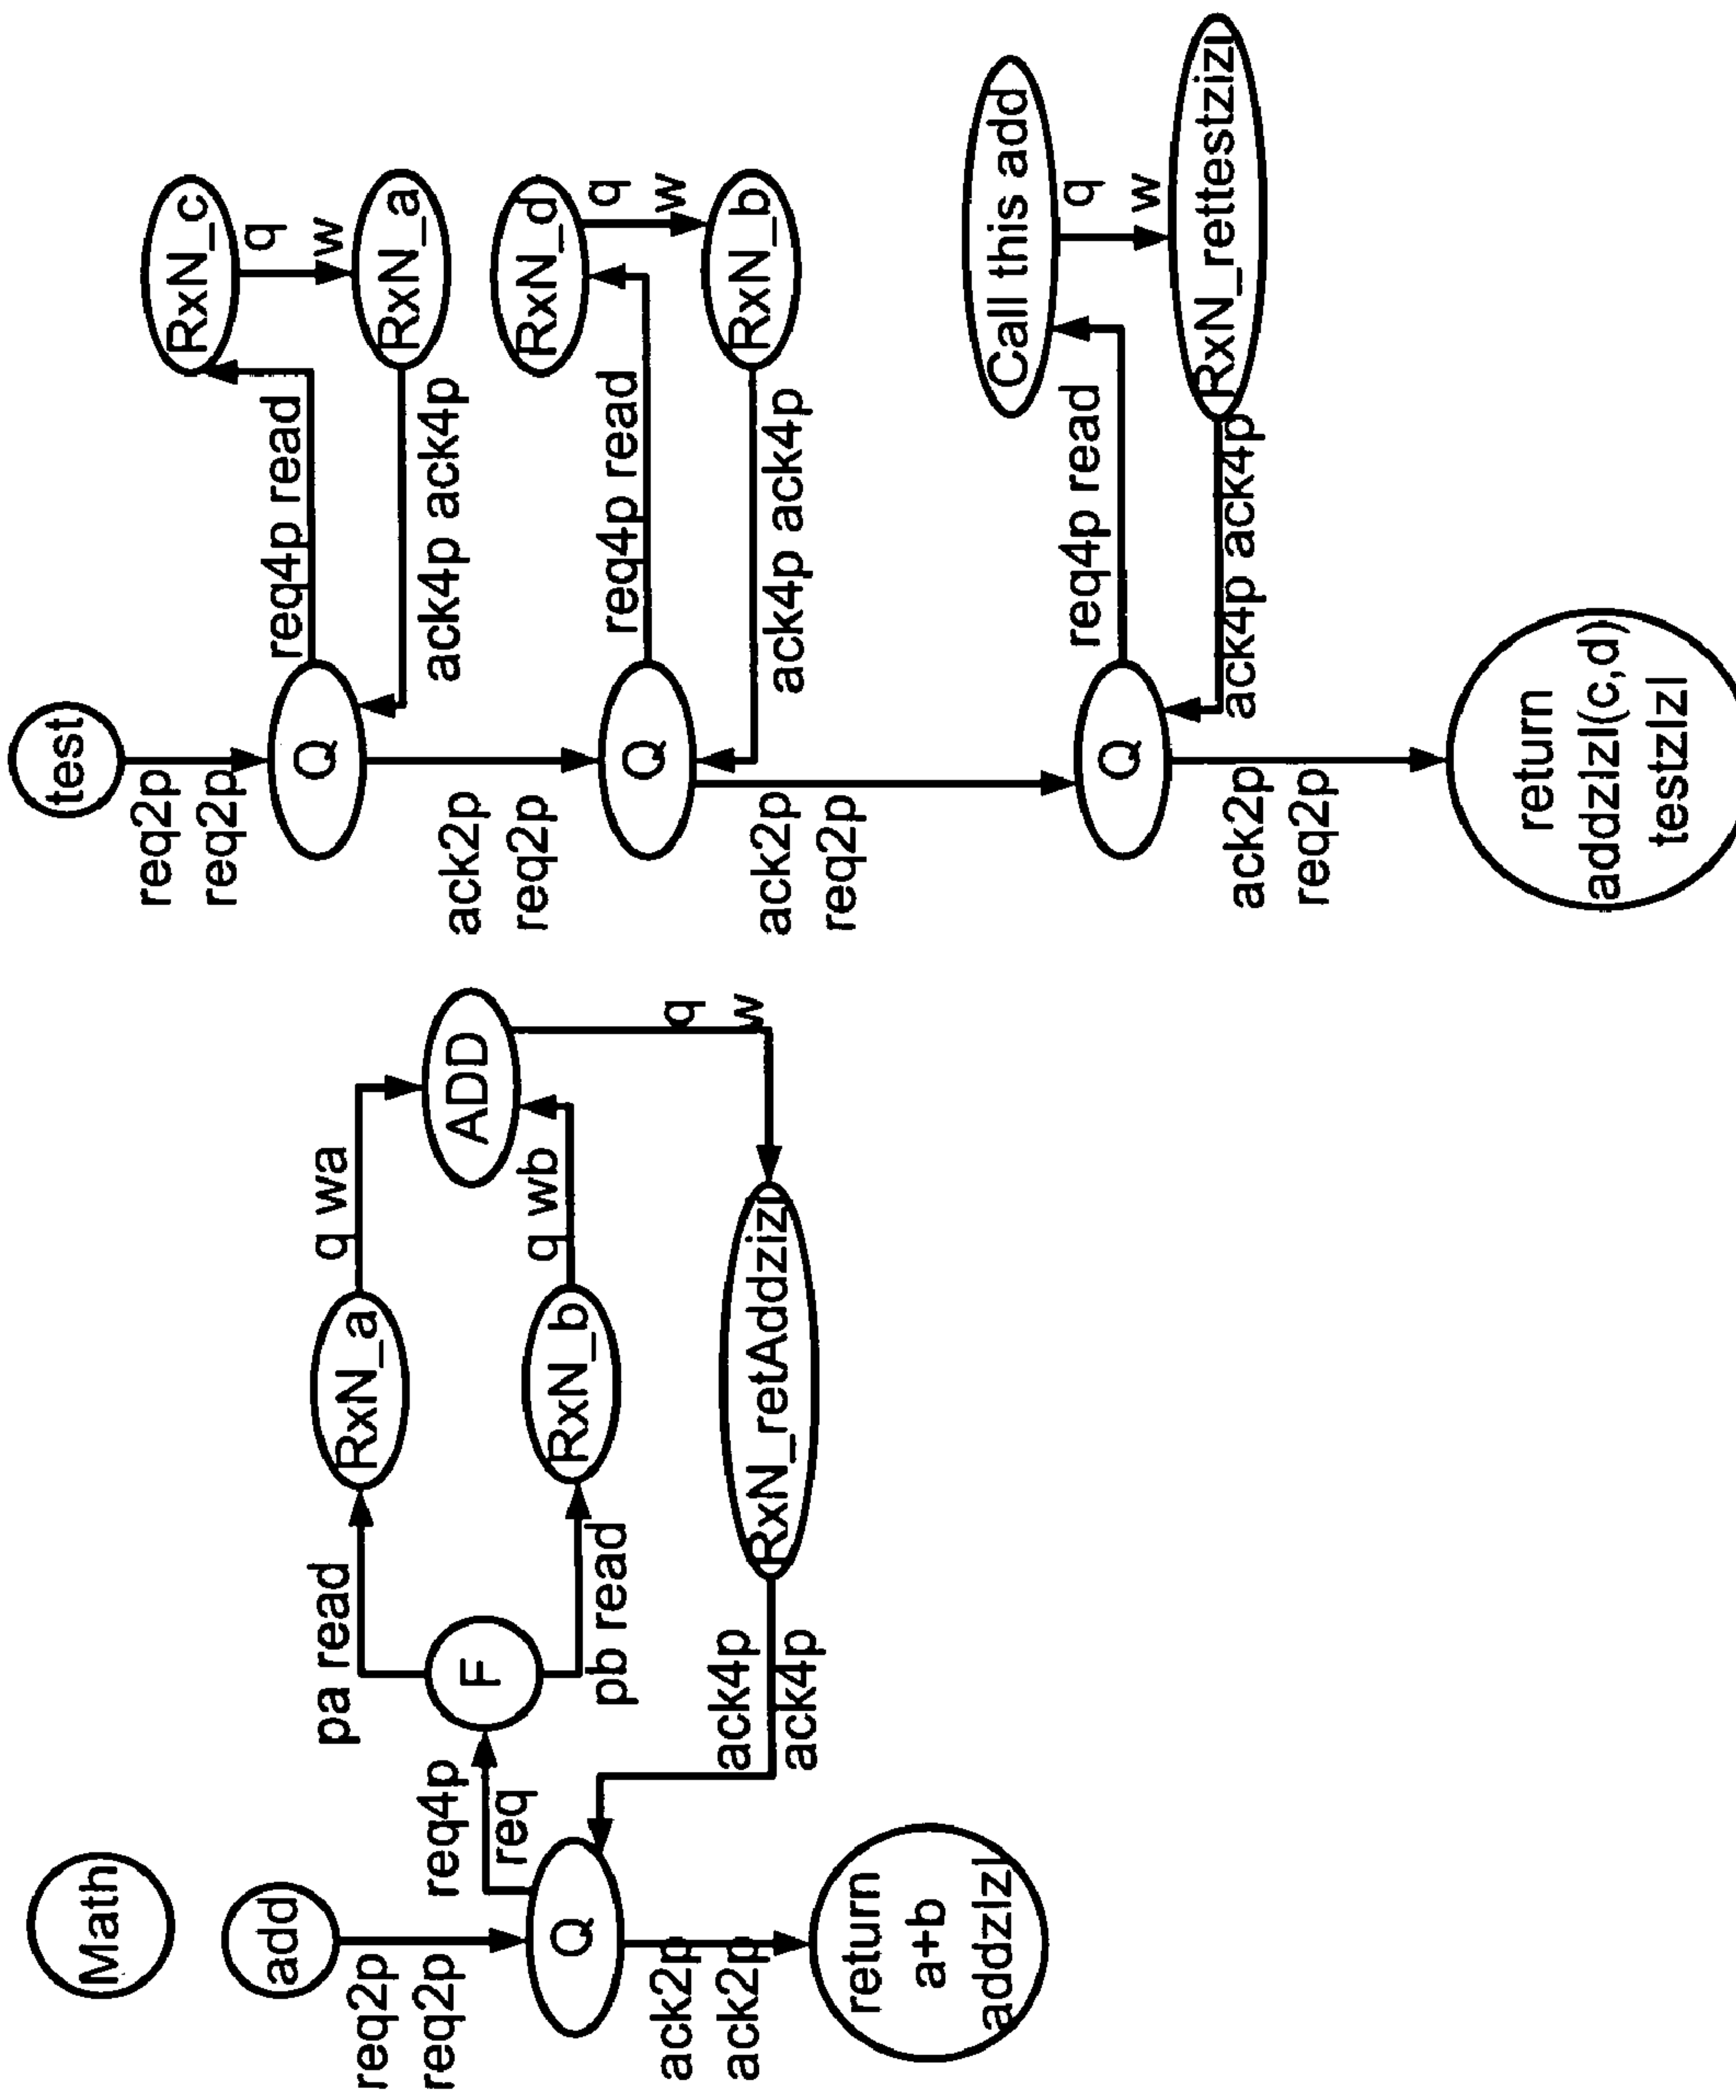 Math
add
req2p
req2p
Q
req4p
req
F
pa read
pb read
RxN_a
RxN_b
q wa
q wb
ADD
q
w
RxN_retAddzizl
ack4p
ack4p
ack2p
ack2p
return
a+b
addzlzl
test
req2p
req2p
Q
req4p read
RxN_c
q
w
RxN_a
ack4p ack4p
ack2p
req2p
Q
req4p read
RxN_d
q
w
RxN_b
ack4p ack4p
ack2p
req2p
Q
req4p read
Call this add
q
w
RxN_rettestzizl
ack4p ack4p
ack2p
req2p
return
addzlzl(c,d)
testzlzl